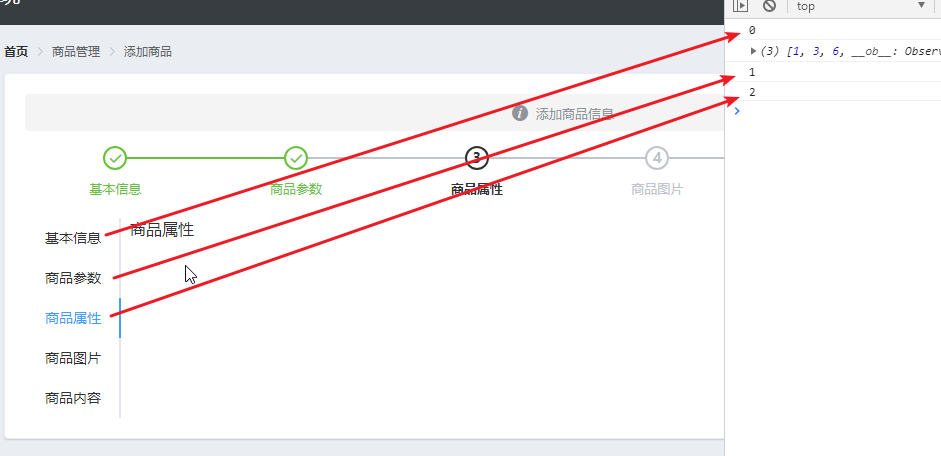 top
首页 > 商品管理 > 添加商品
0
(3) [1, 3, 6, __ob__: Observ
1
2
i 添加商品信息
3 4
基本信息 商品参数 商品属性 商品图片
基本信息
商品属性
商品参数
商品属性
商品图片
商品内容